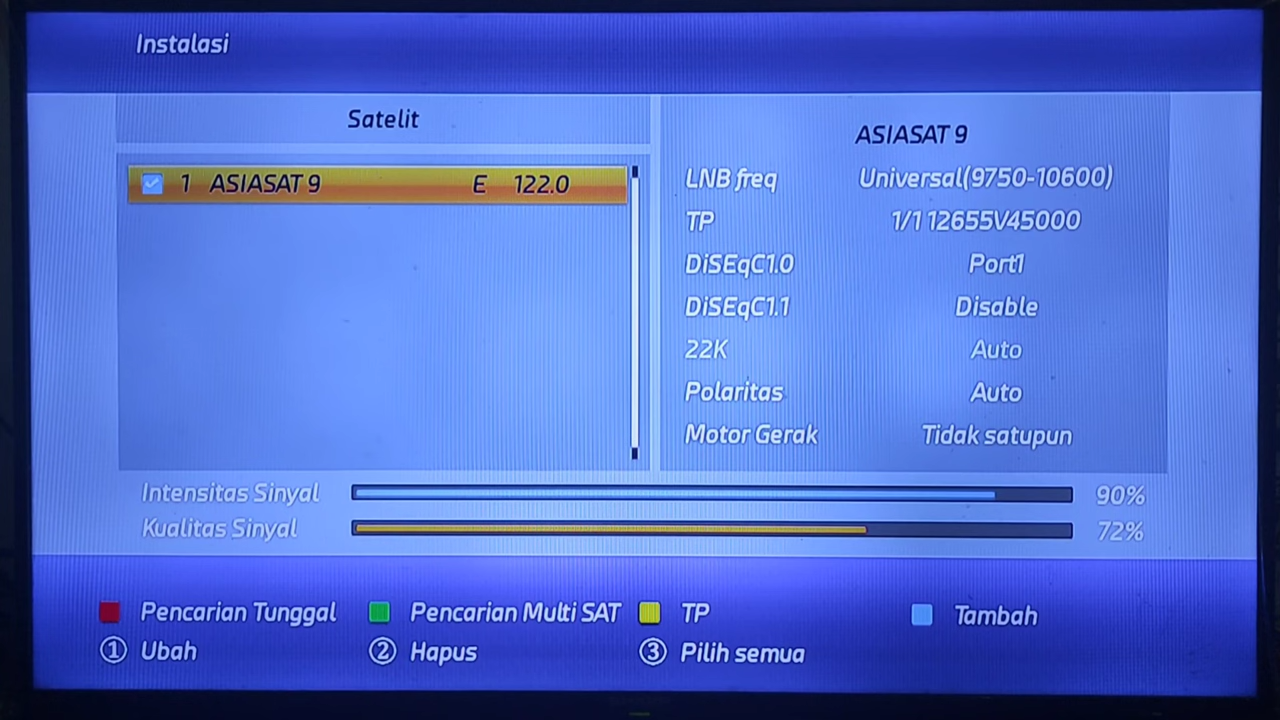 Instalasi
Satelit
1 ASIASAT 9 E 122.0
ASIASAT 9
LNB freq Universal(9750-10600)
TP 1/1 12655V45000
DiSEqC1.0 Port1
DiSEqC1.1 Disable
22K Auto
Polaritas Auto
Motor Gerak Tidak satupun
Intensitas Sinyal 90%
Kualitas Sinyal 72%
Pencarian Tunggal Pencarian Multi SAT TP Tambah
① Ubah ② Hapus ③ Pilih semua